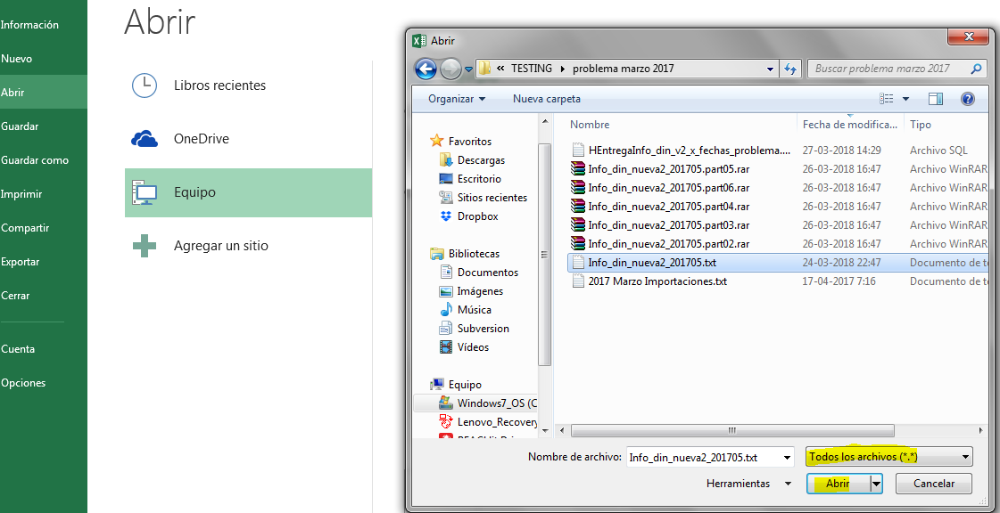 Información
Nuevo
Abrir
Guardar
Guardar como
Imprimir
Compartir
Exportar
Cerrar
Cuenta
Opciones
Abrir
Libros recientes
OneDrive
Equipo
Agregar un sitio
Abrir
« TESTING problema marzo 2017
Buscar problema marzo 2017
Organizar Nueva carpeta
Favoritos
Descargas
Escritorio
Sitios recientes
Dropbox
Bibliotecas
Documentos
Imágenes
Música
Subversion
Vídeos
Equipo
Windows7_OS (C
Lenovo_Recovery
Nombre Fecha de modifica... Tipo
HEntregaInfo_din_v2_x_fechas_problema.... 27-03-2018 14:29 Archivo SQL
Info_din_nueva2_201705.part05.rar 26-03-2018 16:47 Archivo WinRAR
Info_din_nueva2_201705.part06.rar 26-03-2018 16:47 Archivo WinRAR
Info_din_nueva2_201705.part04.rar 26-03-2018 16:47 Archivo WinRAR
Info_din_nueva2_201705.part03.rar 26-03-2018 16:47 Archivo WinRAR
Info_din_nueva2_201705.part02.rar 26-03-2018 16:47 Archivo WinRAR
Info_din_nueva2_201705.txt 24-03-2018 22:47 Documento de te
2017 Marzo Importaciones.txt 17-04-2017 7:16 Documento de te
Nombre de archivo: Info_din_nueva2_201705.txt Todos los archivos (*.*)
Herramientas Abrir Cancelar